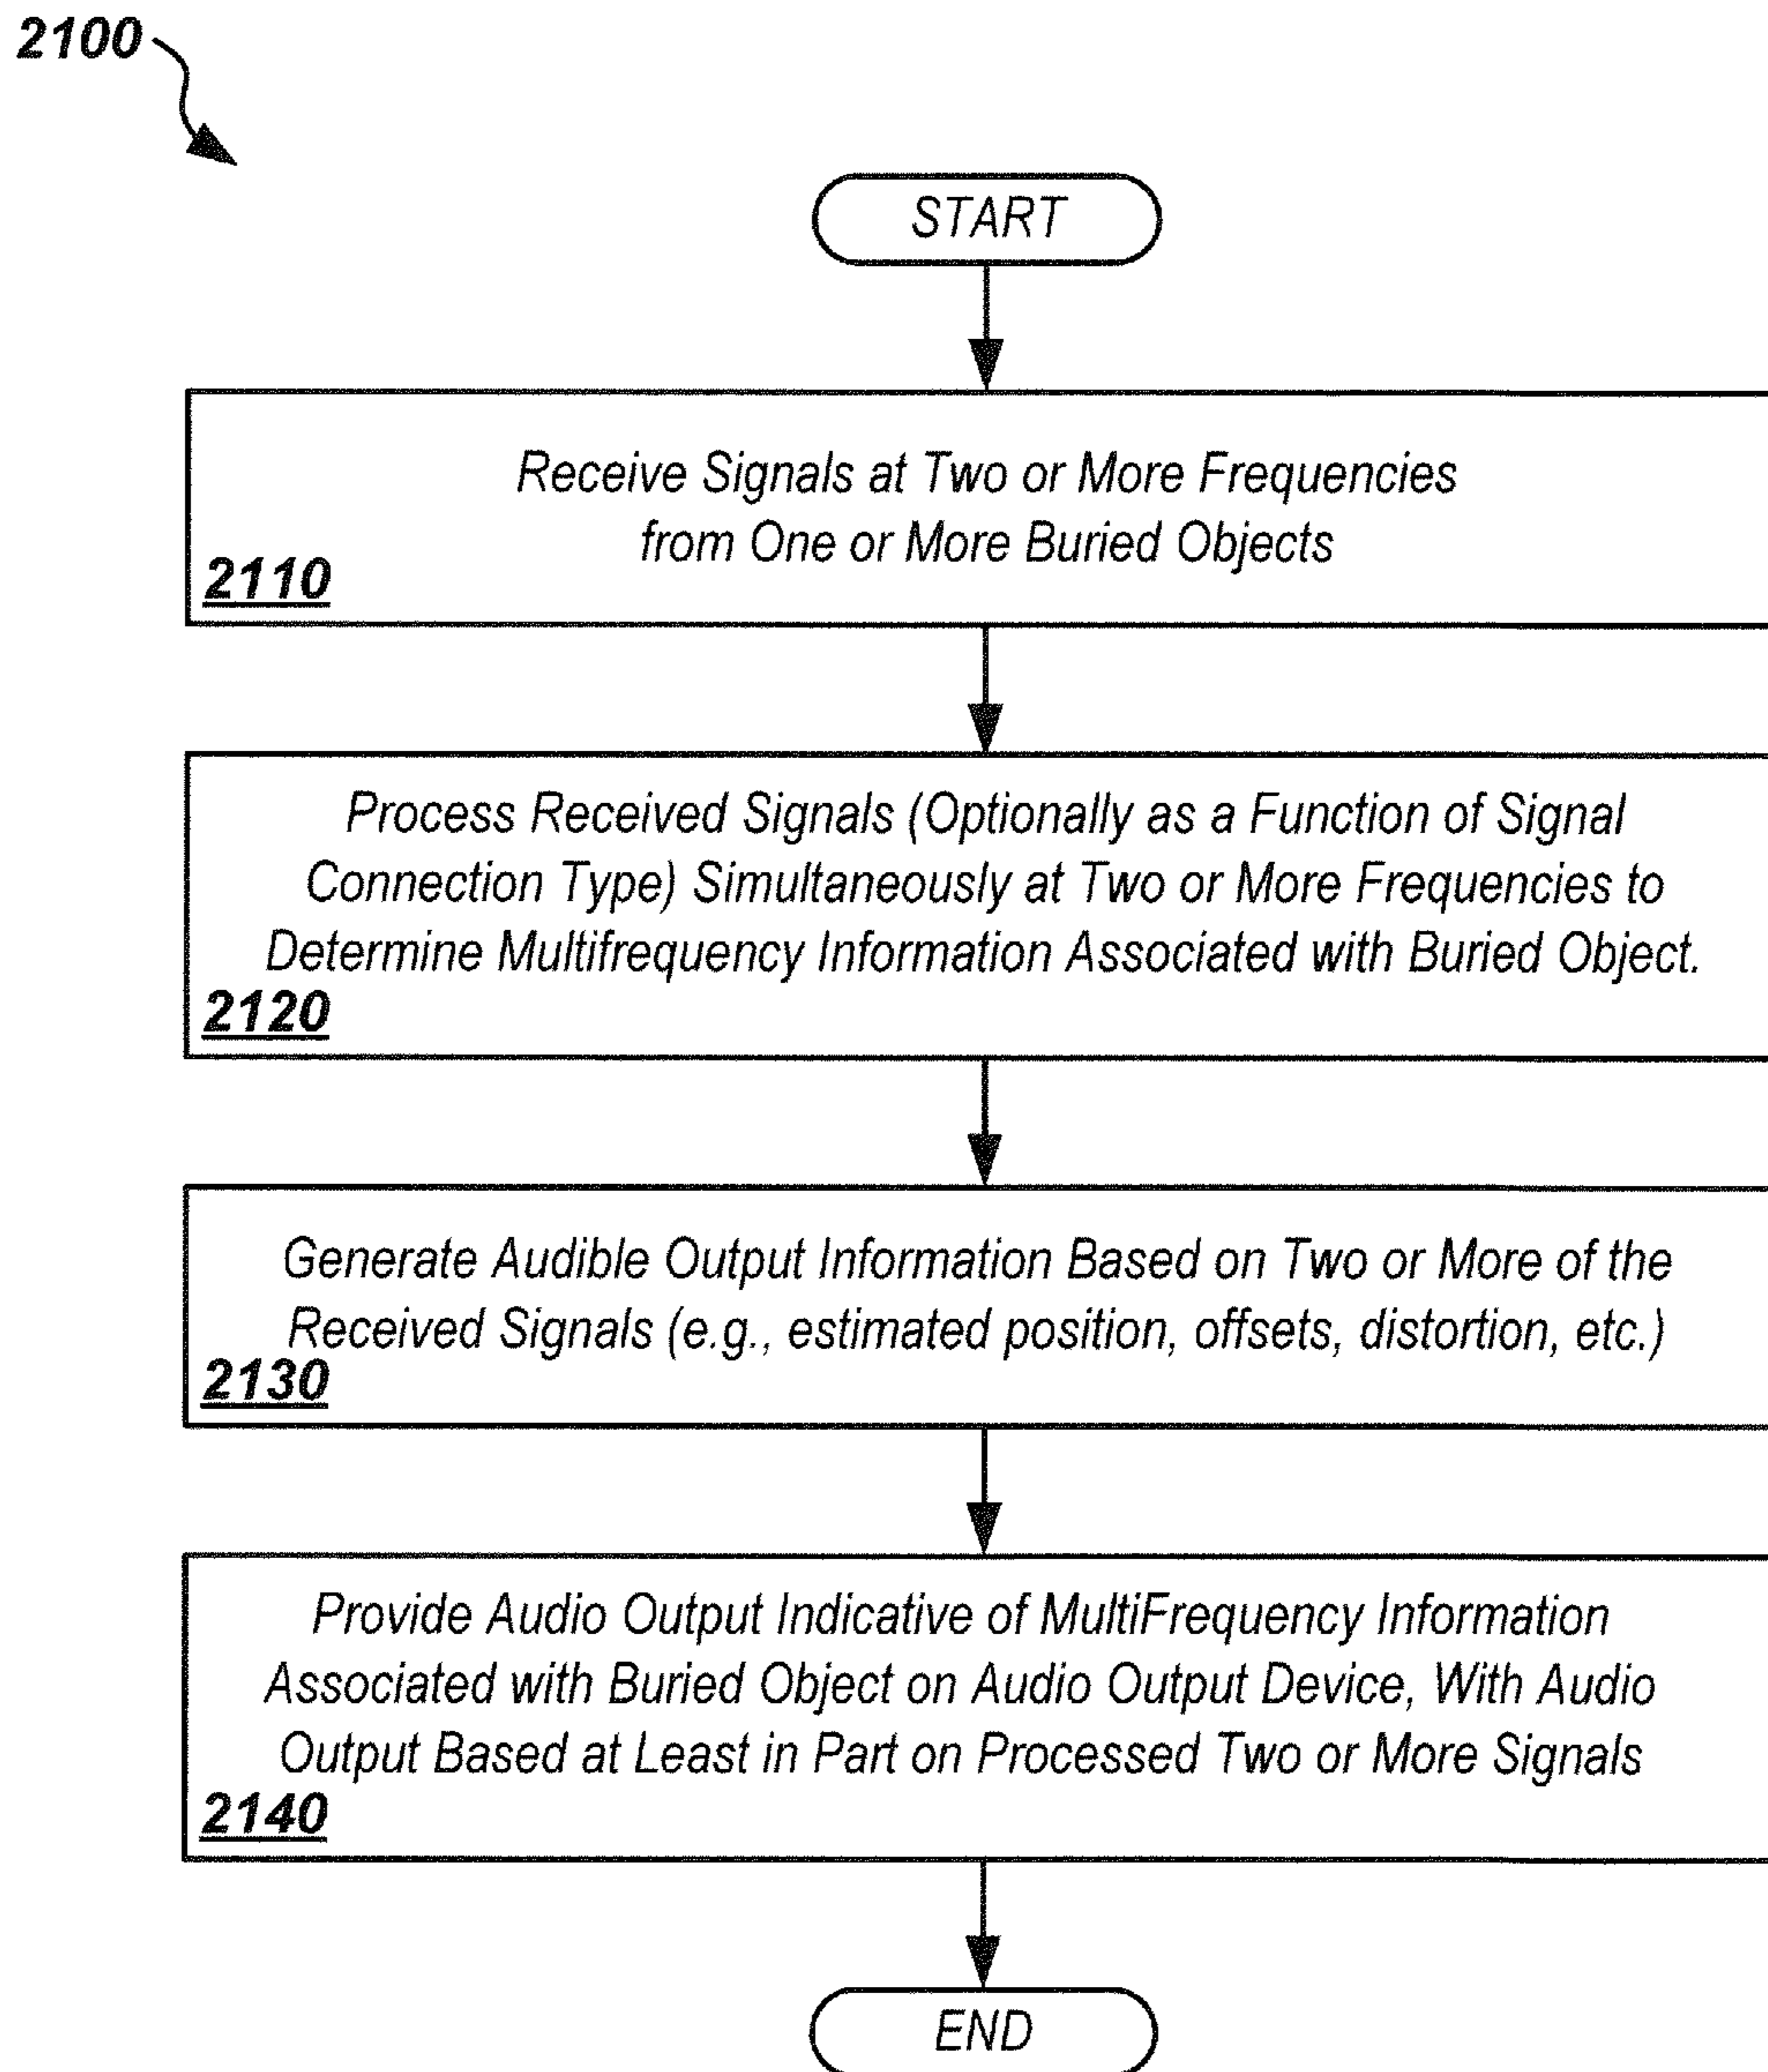 2100
START
Receive Signals at Two or More Frequencies
from One or More Buried Objects
2110
Process Received Signals (Optionally as a Function of Signal
Connection Type) Simultaneously at Two or More Frequencies to
Determine Multifrequency Information Associated with Buried Object.
2120
Generate Audible Output Information Based on Two or More of the
Received Signals (e.g., estimated position, offsets, distortion, etc.)
2130
Provide Audio Output Indicative of MultiFrequency Information
Associated with Buried Object on Audio Output Device, With Audio
Output Based at Least in Part on Processed Two or More Signals
2140
END